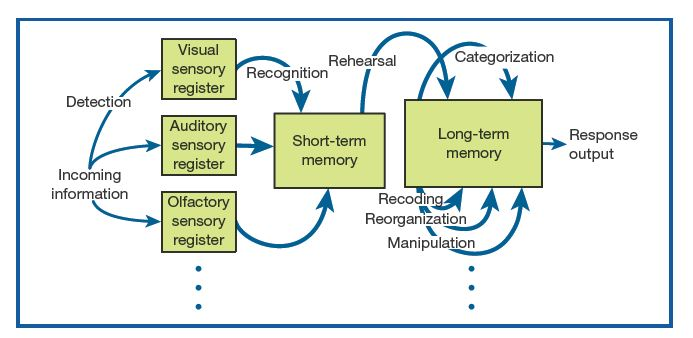 Visual
sensory
register
Detection
Recognition
Rehearsal
Categorization
Auditory
sensory
register
Short-term
memory
Long-term
memory
Response
output
Incoming
information
Olfactory
sensory
register
Recoding
Reorganization
Manipulation